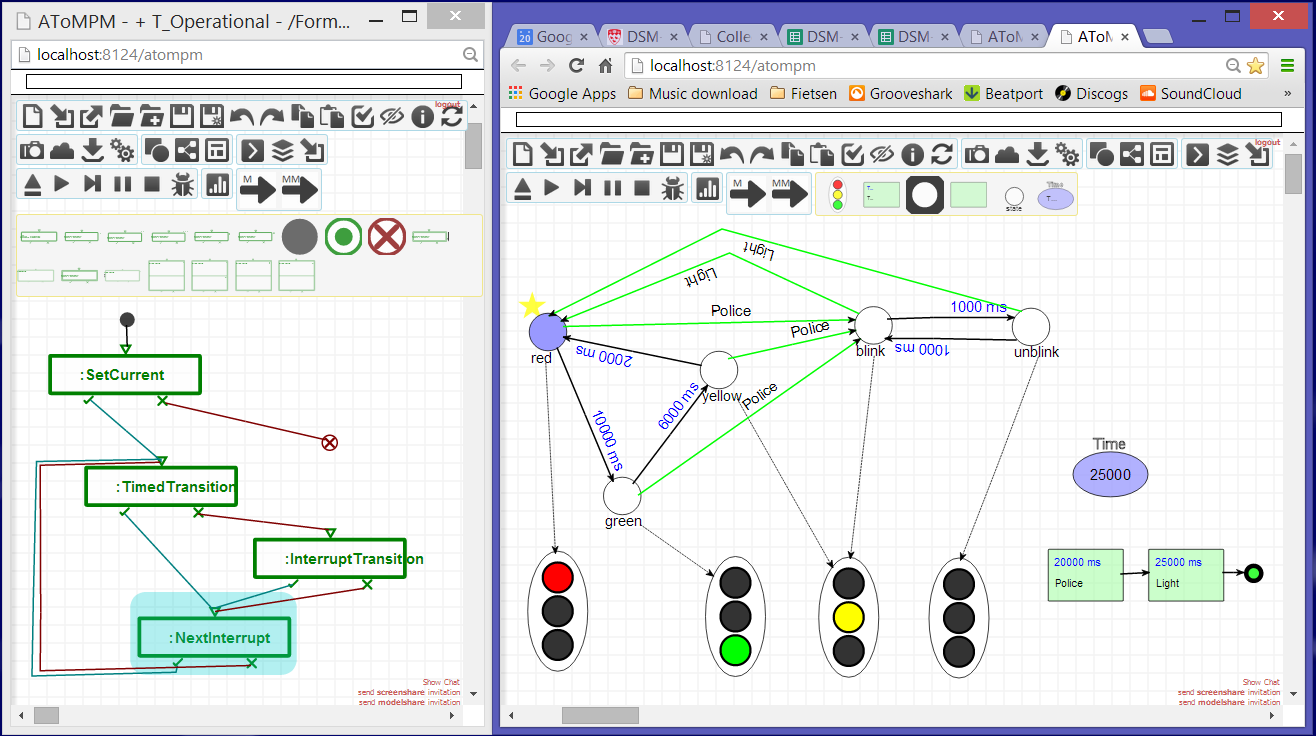 AToMPM - + T_Operational - /Form...
localhost:8124/atompm
logout
M
MM
:SetCurrent
:TimedTransition
:InterruptTransition
:NextInterrupt
Show Chat
send screenshare invitation
send modelshare invitation
20 Goog
DSM-
Colle
DSM-
DSM-
AToM
AToM
localhost:8124/atompm
Google Apps
Music download
Fietsen
Grooveshark
Beatport
Discogs
SoundCloud
»
logout
M
MM
T...
T...
state
Time
T...
Light
Light
Police
1000 ms
Police
1000 ms
red
2000 ms
blink
unblink
yellow
Police
6000 ms
10000 ms
green
Time
25000
20000 ms
Police
25000 ms
Light
Show Chat
send screenshare invitation
send modelshare invitation